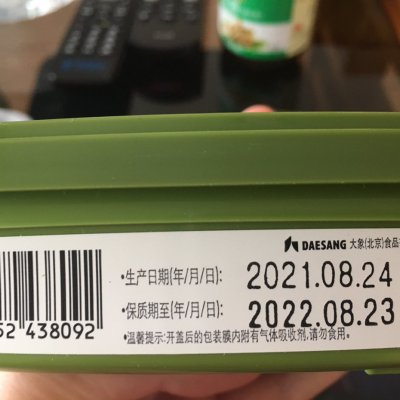 DAESANG 大象(北京)食品
•生产日期(年/月/日): 2021.08.24
•保质期至(年/月/日): 2022.08.23
•温馨提示:开盖后的包装膜内附有气体吸收剂,请勿食用。
52 438092